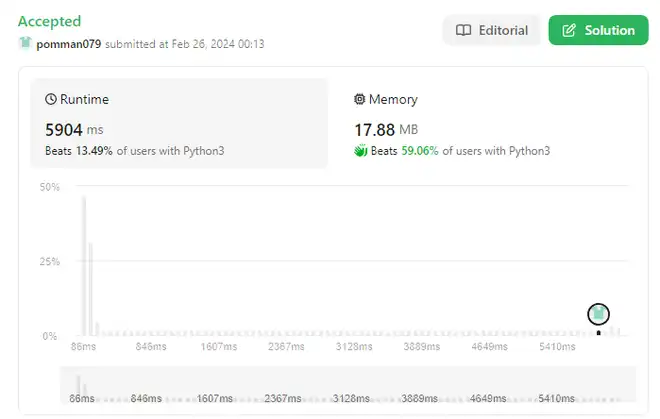 Accepted
pomman079 submitted at Feb 26, 2024 00:13
Editorial
Solution
Runtime
5904 ms
Beats 13.49% of users with Python3
Memory
17.88 MB
Beats 59.06% of users with Python3
50%
25%
0%
86ms 846ms 1607ms 2367ms 3128ms 3889ms 4649ms 5410ms
86ms 846ms 1607ms 2367ms 3128ms 3889ms 4649ms 5410ms